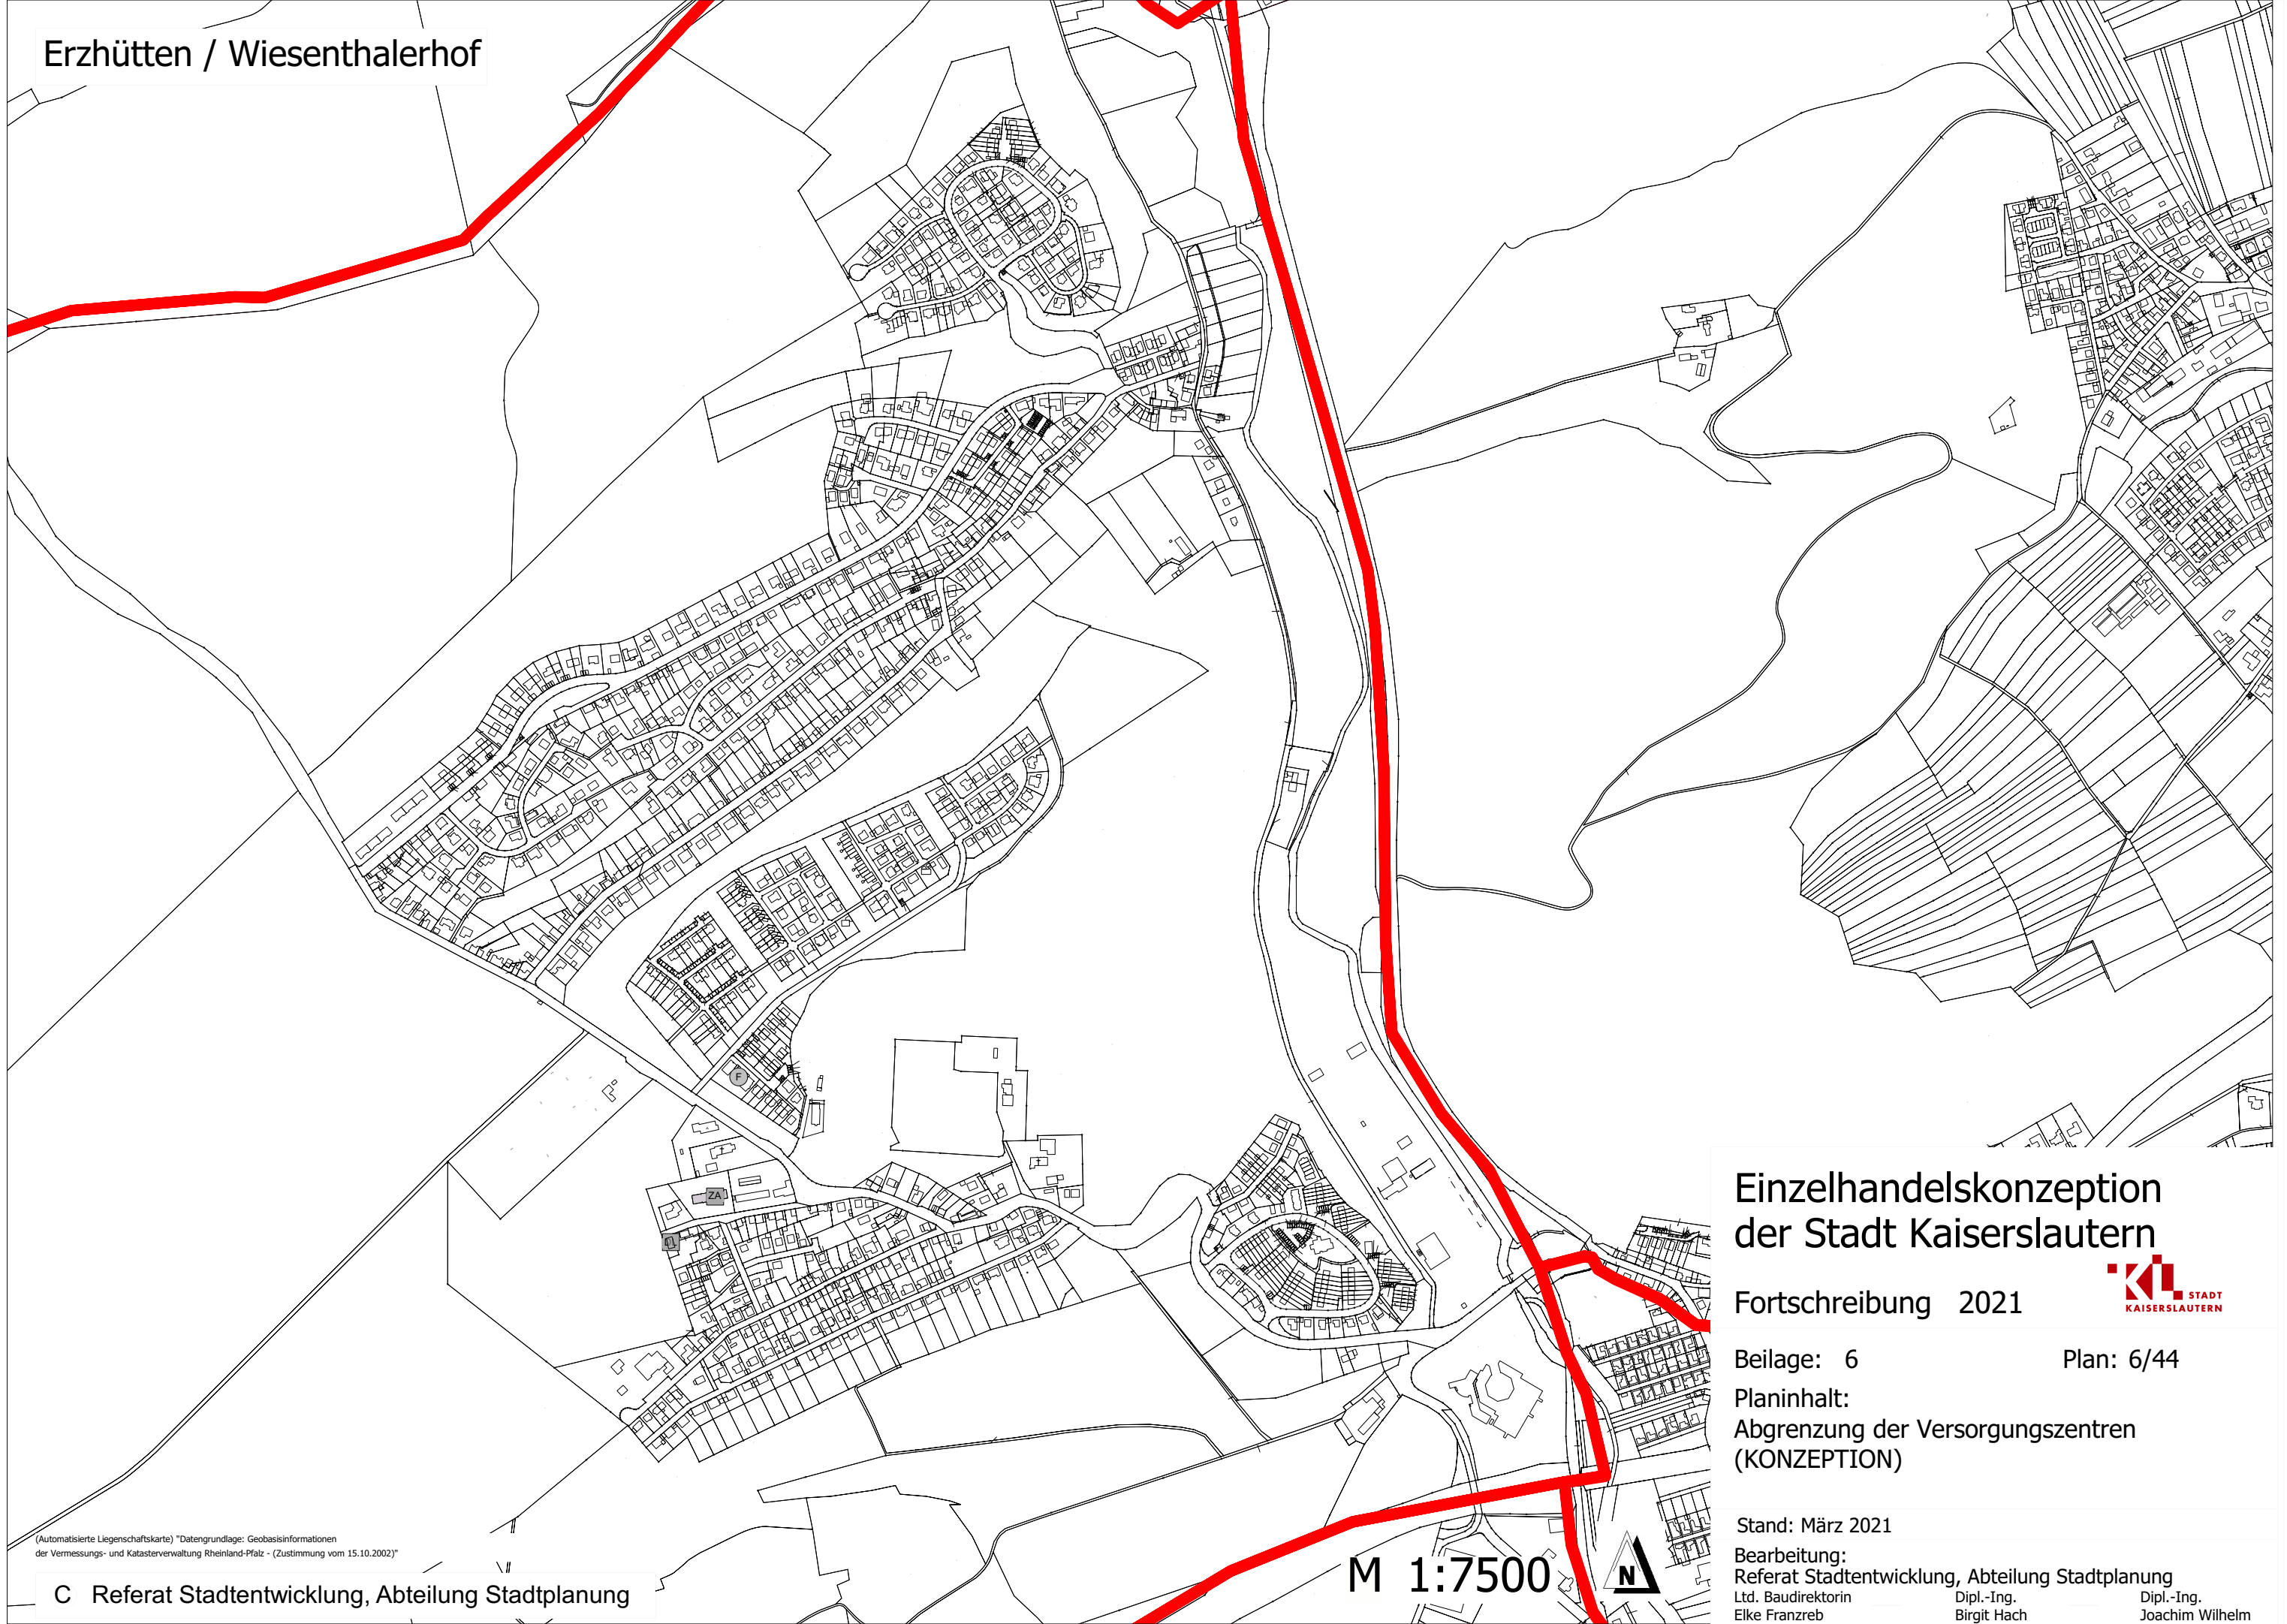 Erzhütten / Wiesenthalerhof
F
ZA
Einzelhandelskonzeption
der Stadt Kaiserslautern
STADT
KAISERSLAUTERN
Fortschreibung 2021
Beilage: 6 Plan: 6/44
Planinhalt:
Abgrenzung der Versorgungszentren
(KONZEPTION)
Stand: März 2021
Bearbeitung:
Referat Stadtentwicklung, Abteilung Stadtplanung
Ltd. Baudirektorin Dipl.-Ing. Dipl.-Ing.
Elke Franzreb Birgit Hach Joachim Wilhelm
M 1:7500
N
(Automatisierte Liegenschaftskarte) "Datengrundlage: Geobasisinformationen
der Vermessungs- und Katasterverwaltung Rheinland-Pfalz - (Zustimmung vom 15.10.2002)"
C Referat Stadtentwicklung, Abteilung Stadtplanung